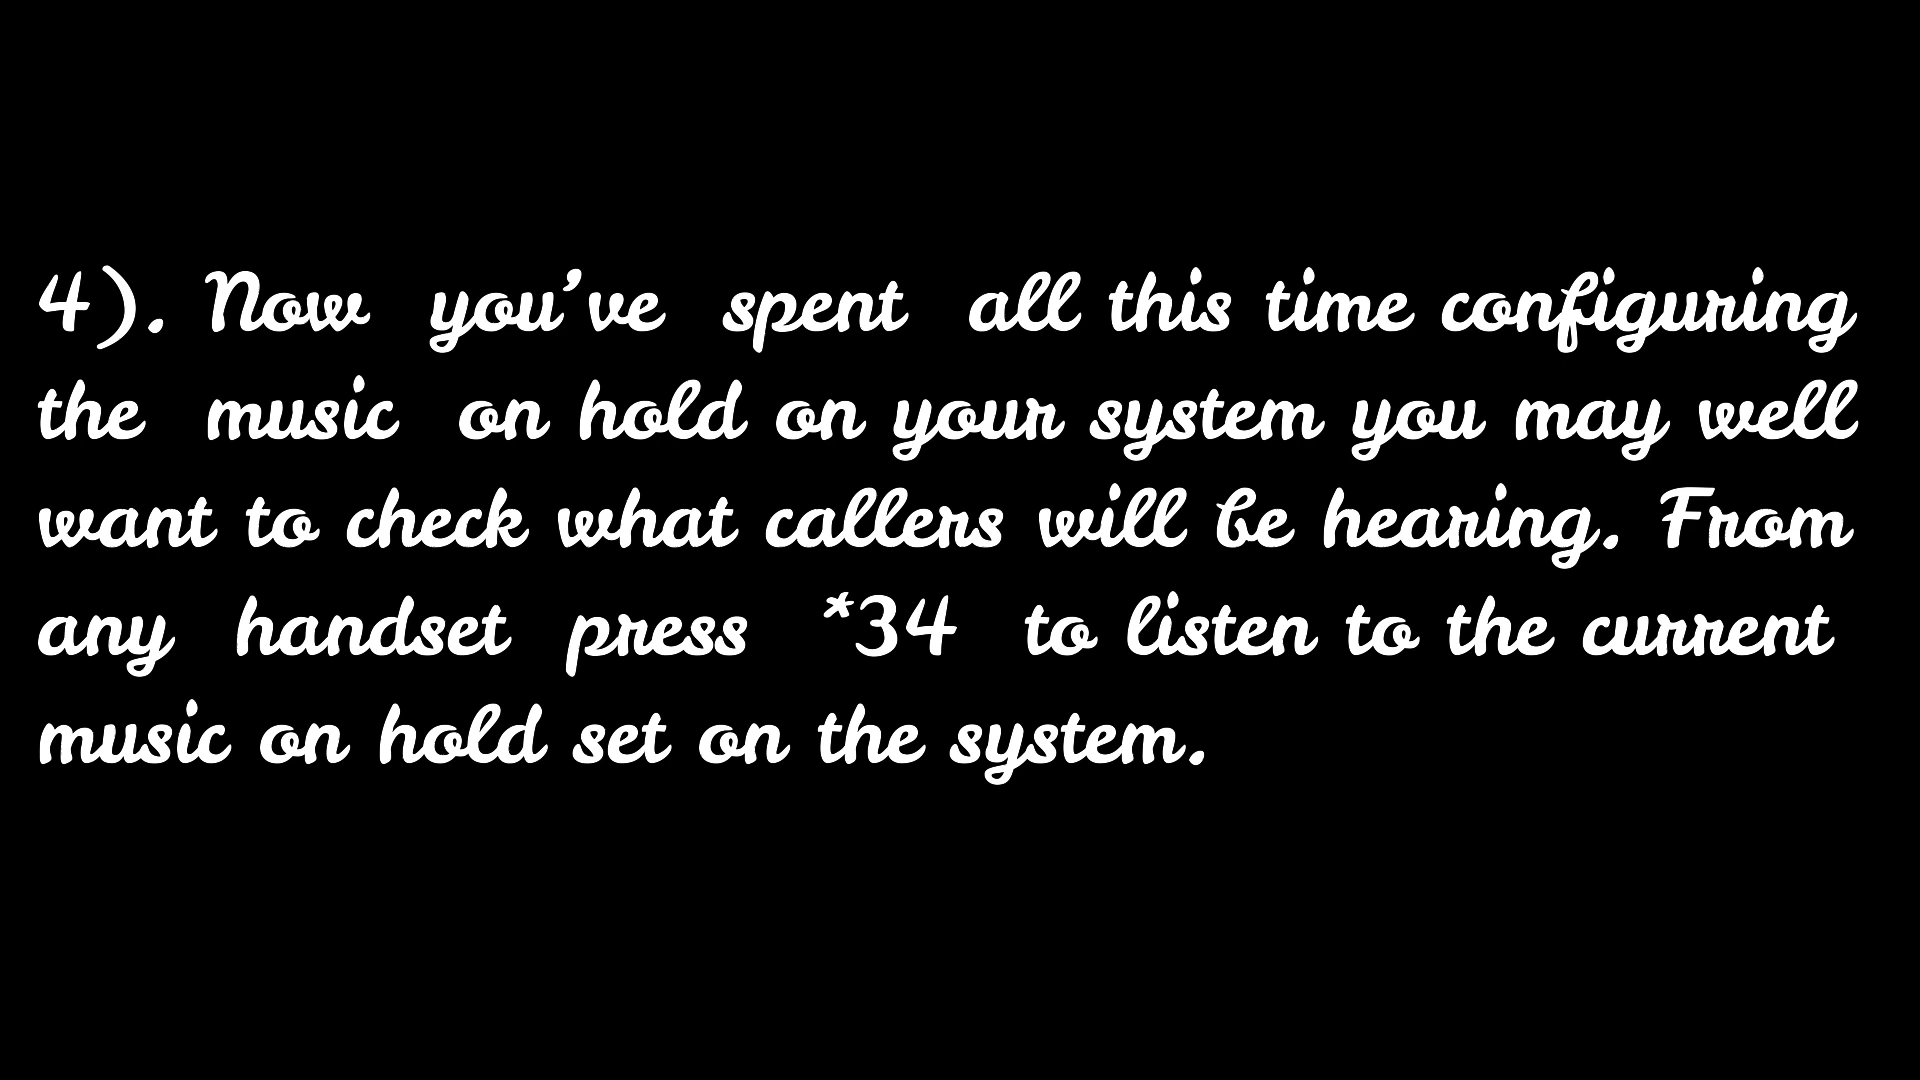 4). Now you've spent all this time configuring
the music on hold on your system you may well
want to check what callers will be hearing. From
any handset press *34 to listen to the current
music on hold set on the system.